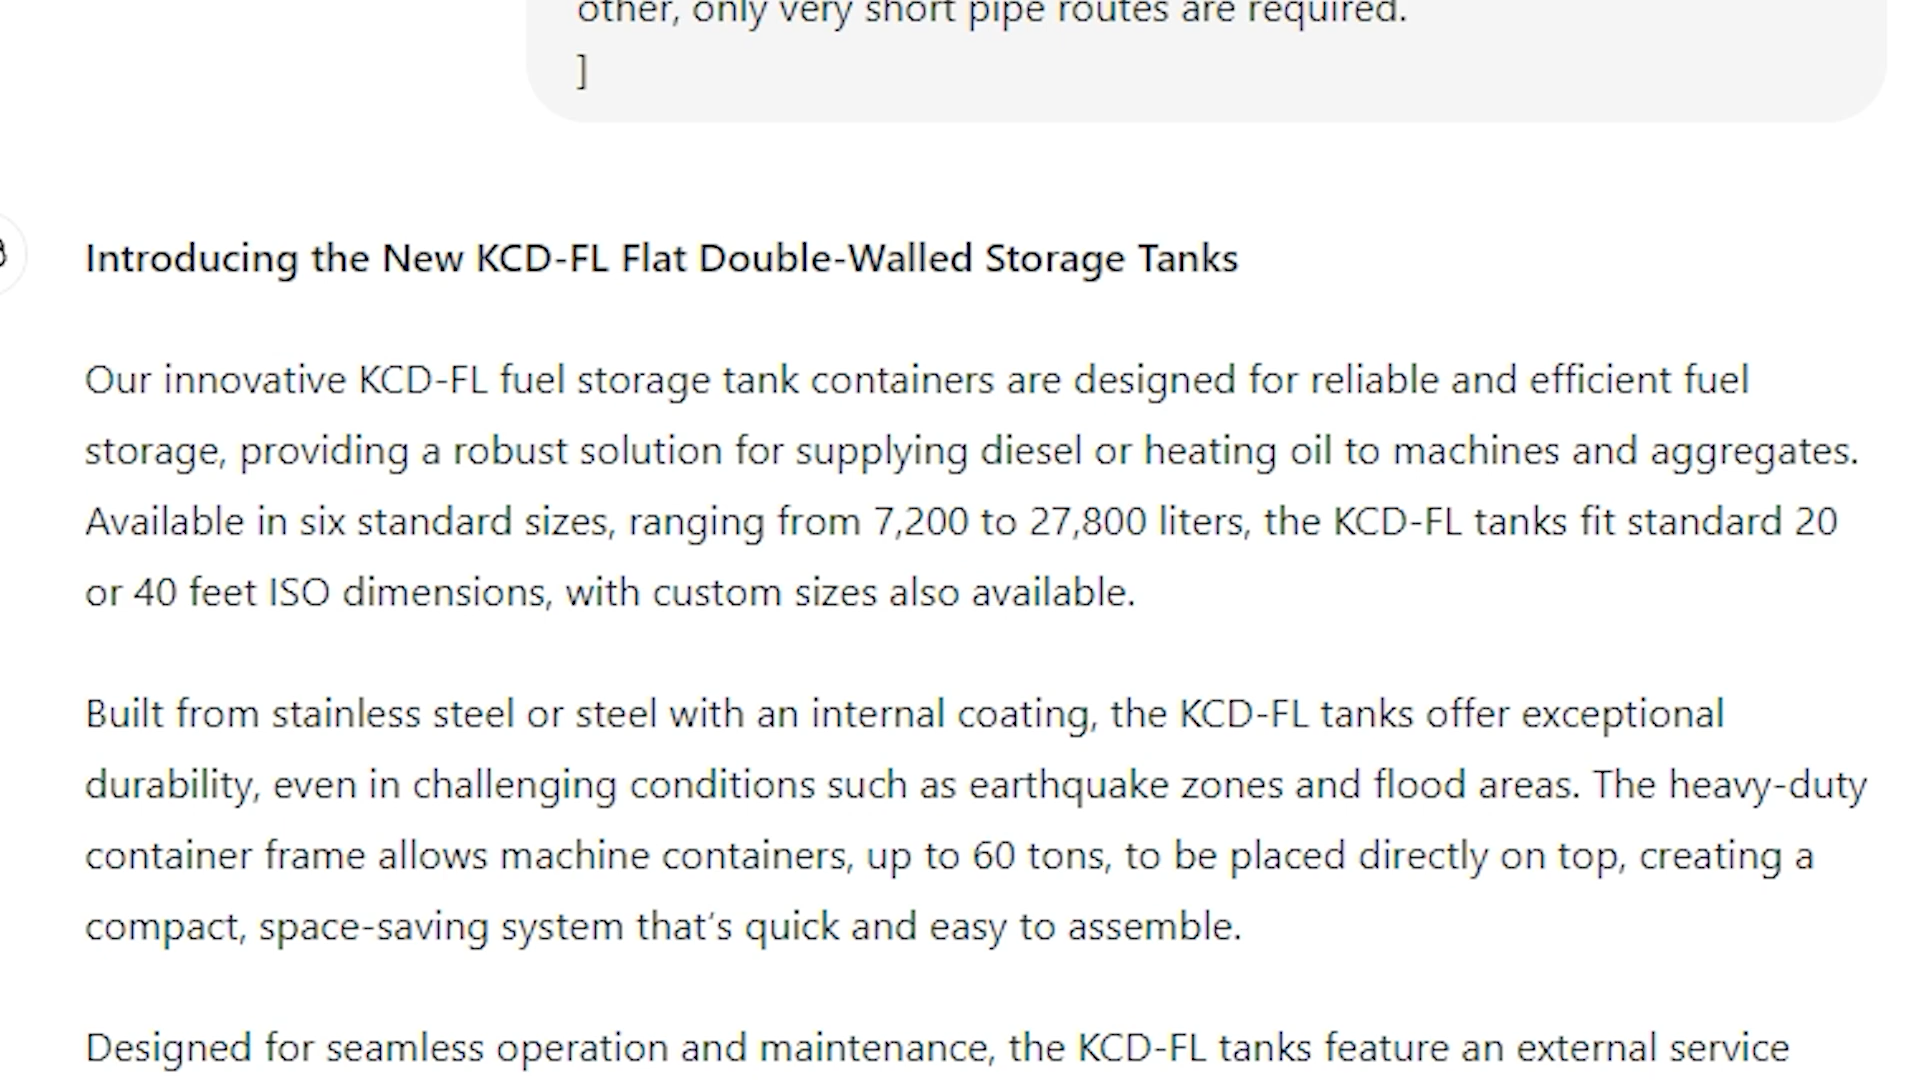 other, only very short pipe routes are required.
]
Introducing the New KCD-FL Flat Double-Walled Storage Tanks
Our innovative KCD-FL fuel storage tank containers are designed for reliable and efficient fuel
storage, providing a robust solution for supplying diesel or heating oil to machines and aggregates.
Available in six standard sizes, ranging from 7,200 to 27,800 liters, the KCD-FL tanks fit standard 20
or 40 feet ISO dimensions, with custom sizes also available.
Built from stainless steel or steel with an internal coating, the KCD-FL tanks offer exceptional
durability, even in challenging conditions such as earthquake zones and flood areas. The heavy-duty
container frame allows machine containers, up to 60 tons, to be placed directly on top, creating a
compact, space-saving system that's quick and easy to assemble.
Designed for seamless operation and maintenance, the KCD-FL tanks feature an external service